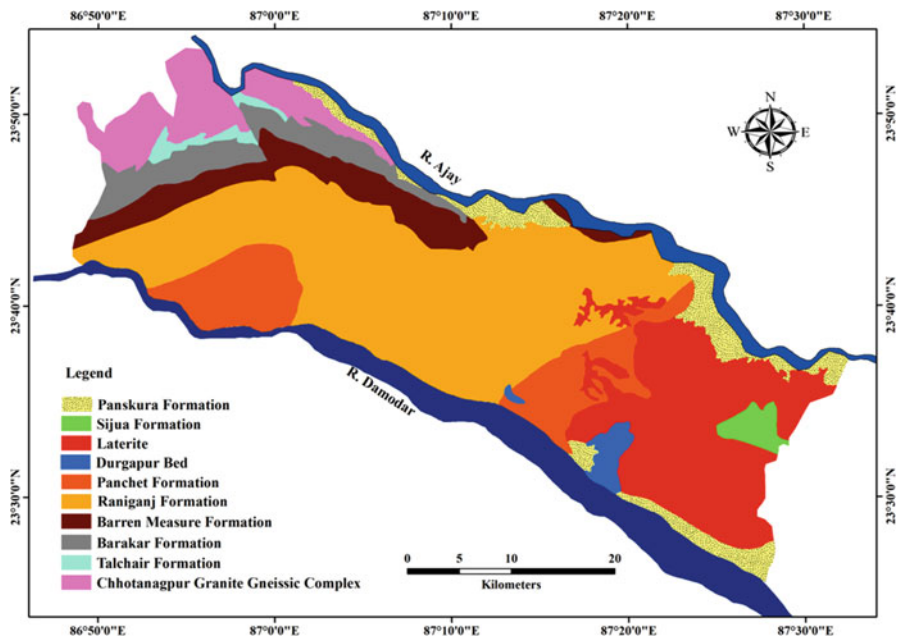 86°50'0"E 87°0'0"E 87°10'0"E 87°20'0"E 87°30'0"E
23°50'0"N
23°50'0"N
N
W E
S
R. Ajay
23°40'0"N
23°40'0"N
R. Damodar
Legend
Panskura Formation
Sijua Formation
Laterite
Durgapur Bed
Panchet Formation
Raniganj Formation
Barren Measure Formation
Barakar Formation
Talchair Formation
Chhotanagpur Granite Gneissic Complex
23°30'0"N
23°30'0"N
0 5 10 20
Kilometers
86°50'0"E 87°0'0"E 87°10'0"E 87°20'0"E 87°30'0"E